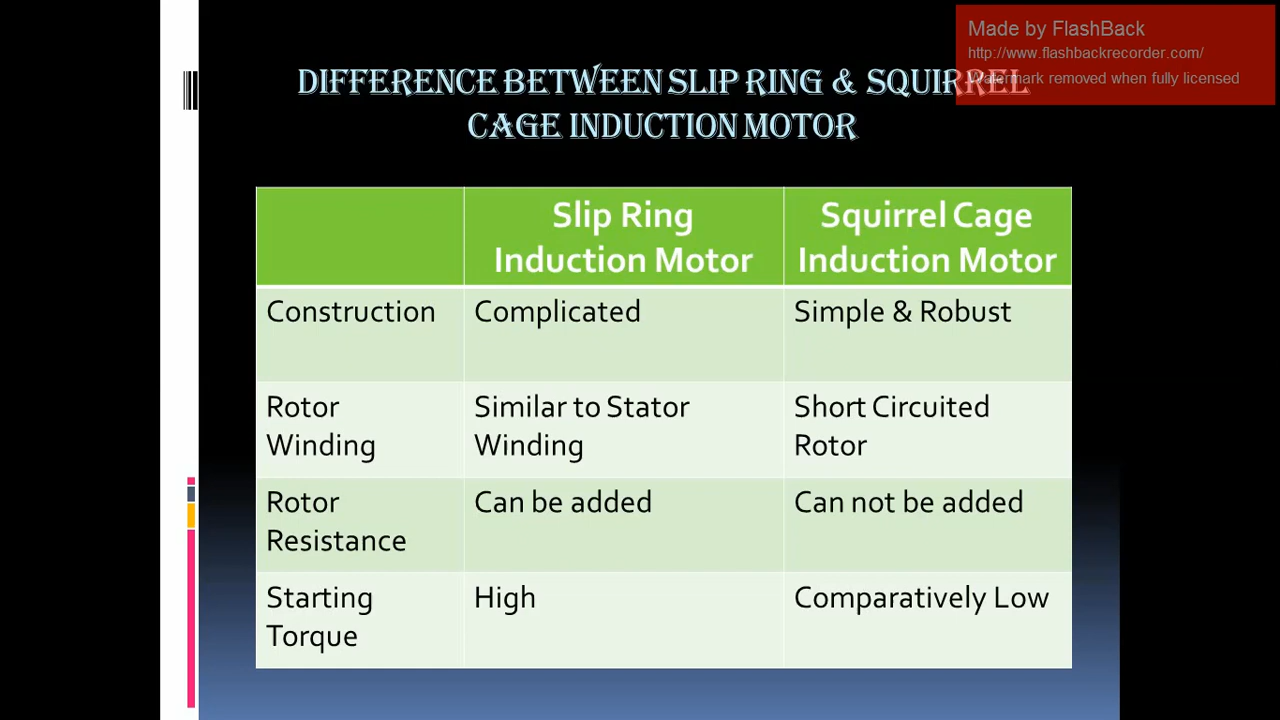 Made by FlashBack
http://www.flashbackrecorder.com/
Watermark removed when fully licensed
DIFFERENCE BETWEEN SLIP RING & SQUIRREL
CAGE INDUCTION MOTOR
Slip Ring
Induction Motor
Squirrel Cage
Induction Motor
Construction
Complicated
Simple & Robust
Rotor
Winding
Similar to Stator
Winding
Short Circuited
Rotor
Rotor
Resistance
Can be added
Can not be added
Starting
Torque
High
Comparatively Low